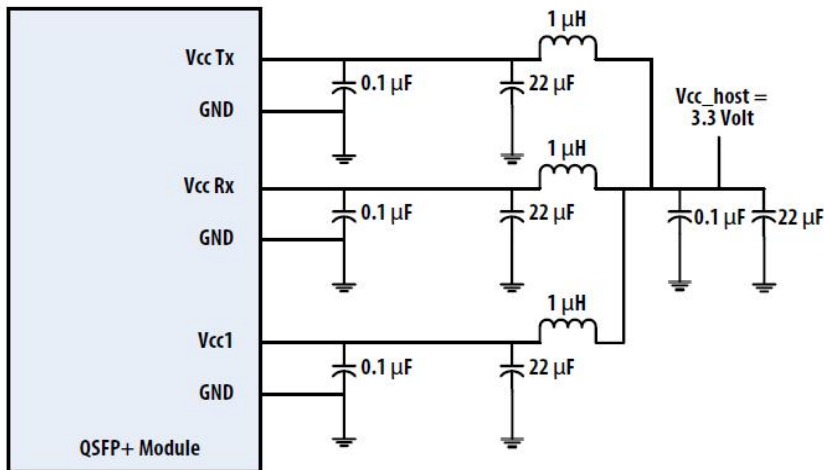 1 µH
Vcc Tx
0.1 µF
22 µF
GND
Vcc_host =
3.3 Volt
1 µH
Vcc Rx
0.1 µF
22 µF
0.1 µF
22 µF
GND
1 µH
Vcc1
0.1 µF
22 µF
GND
QSFP+ Module